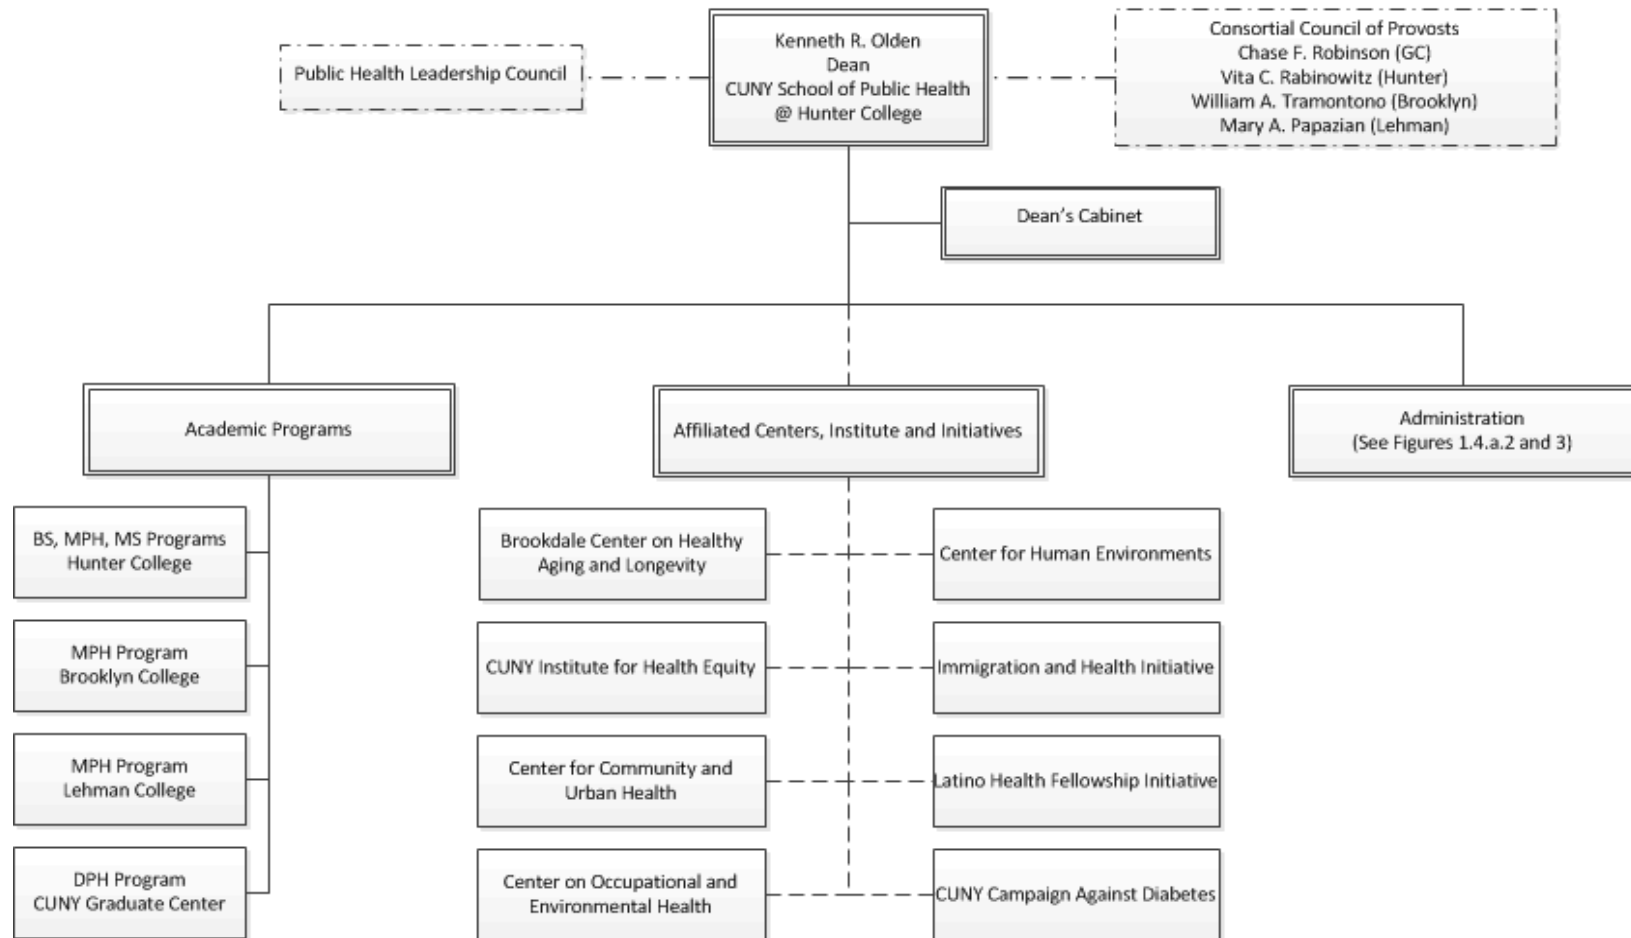 Public Health Leadership Council
Kenneth R. Olden
Dean
CUNY School of Public Health
@ Hunter College
Consortial Council of Provosts
Chase F. Robinson (GC)
Vita C. Rabinowitz (Hunter)
William A. Tramontono (Brooklyn)
Mary A. Papazian (Lehman)
Dean's Cabinet
Academic Programs
Affiliated Centers, Institute and Initiatives
Administration
(See Figures 1.4.a.2 and 3)
BS, MPH, MS Programs
Hunter College
MPH Program
Brooklyn College
MPH Program
Lehman College
DPH Program
CUNY Graduate Center
Brookdale Center on Healthy
Aging and Longevity
CUNY Institute for Health Equity
Center for Community and
Urban Health
Center on Occupational and
Environmental Health
Center for Human Environments
Immigration and Health Initiative
Latino Health Fellowship Initiative
CUNY Campaign Against Diabetes